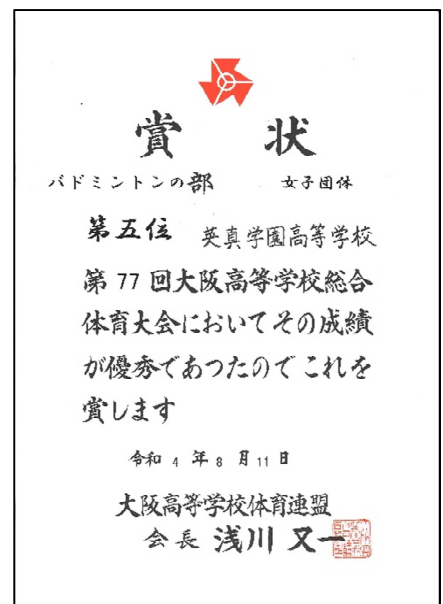 賞 状
バドミントンの部 女子団体
第五位 英真学園高等学校
第 77 回大阪高等学校総合
体育大会においてその成績
が優秀であつたので これを
賞します
令和 4 年 8 月 11 日
大阪高等学校体育連盟
会長 浅川 又一